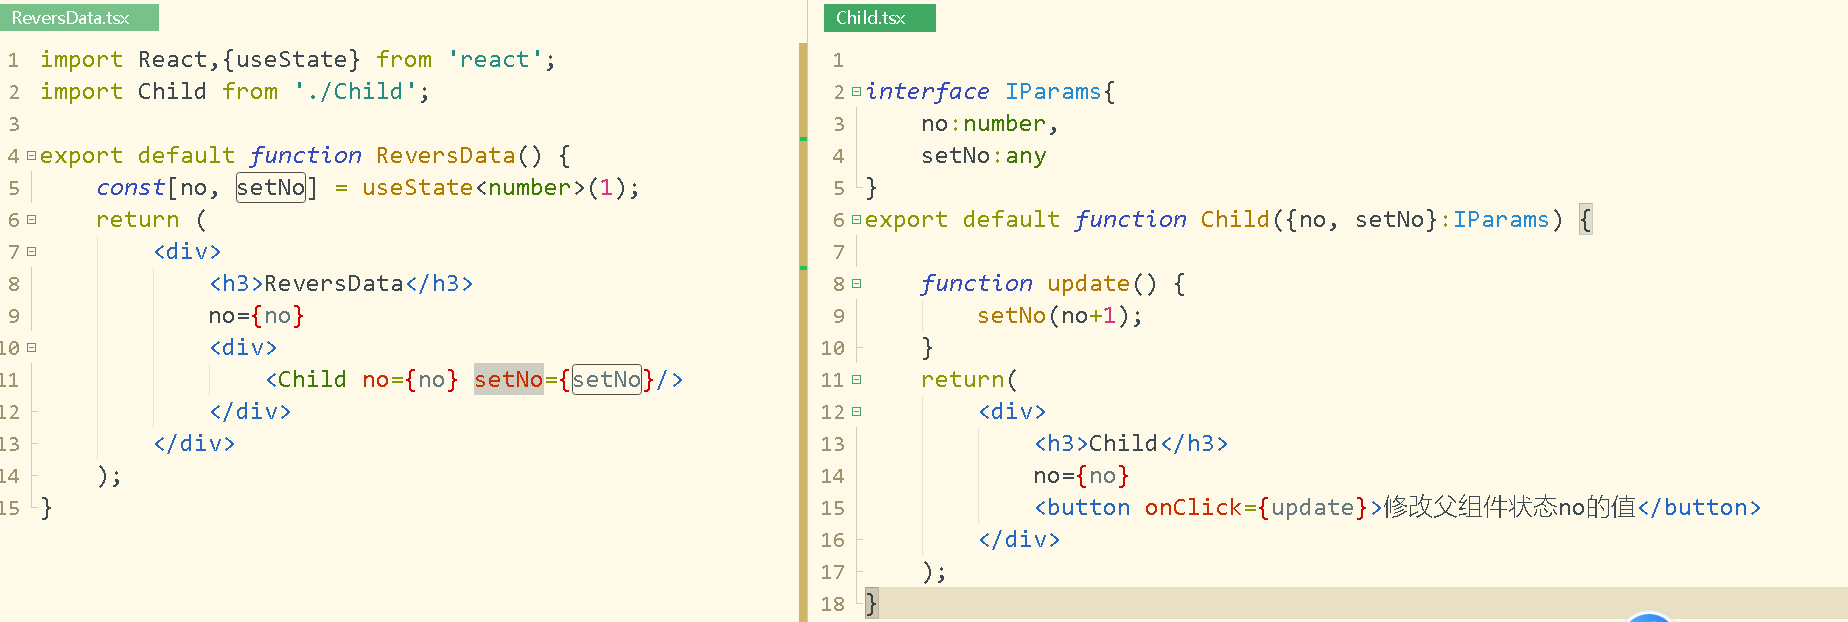 ReversData.tsx
1 import React,{useState} from 'react';
2 import Child from './Child';
3
4 export default function ReversData() {
5     const[no, setNo] = useState<number>(1);
6     return (
7         <div>
8             <h3>ReversData</h3>
9             no={no}
10             <div>
11                 <Child no={no} setNo={setNo}/>
12             </div>
13         </div>
14     );
15 }
Child.tsx
1
2 interface IParams{
3     no:number,
4     setNo:any
5 }
6 export default function Child({no, setNo}:IParams) {
7
8     function update() {
9         setNo(no+1);
10     }
11     return(
12         <div>
13             <h3>Child</h3>
14             no={no}
15             <button onClick={update}>修改父组件状态no的值</button>
16         </div>
17     );
18 }